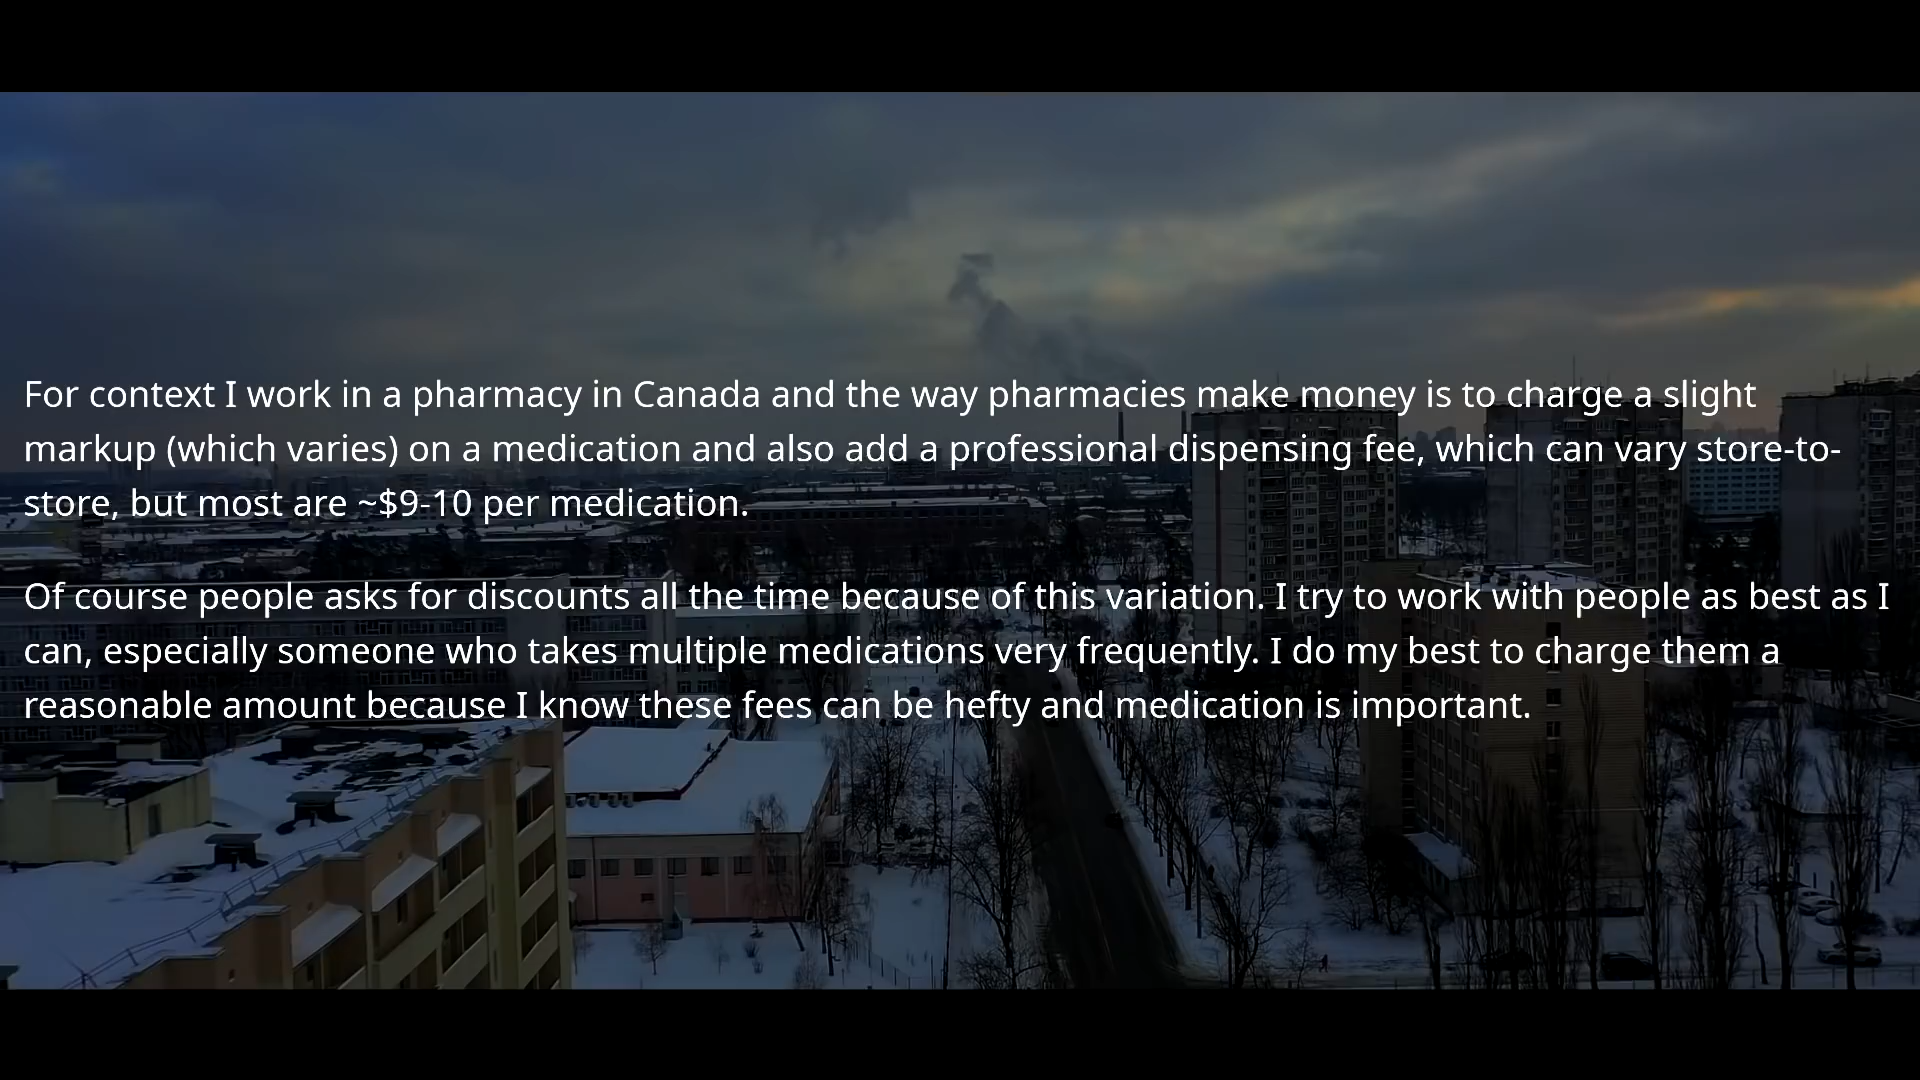 For context I work in a pharmacy in Canada and the way pharmacies make money is to charge a slight
markup (which varies) on a medication and also add a professional dispensing fee, which can vary store-to-
store, but most are ~$9-10 per medication.
Of course people asks for discounts all the time because of this variation. I try to work with people as best as I
can, especially someone who takes multiple medications very frequently. I do my best to charge them a
reasonable amount because I know these fees can be hefty and medication is important.